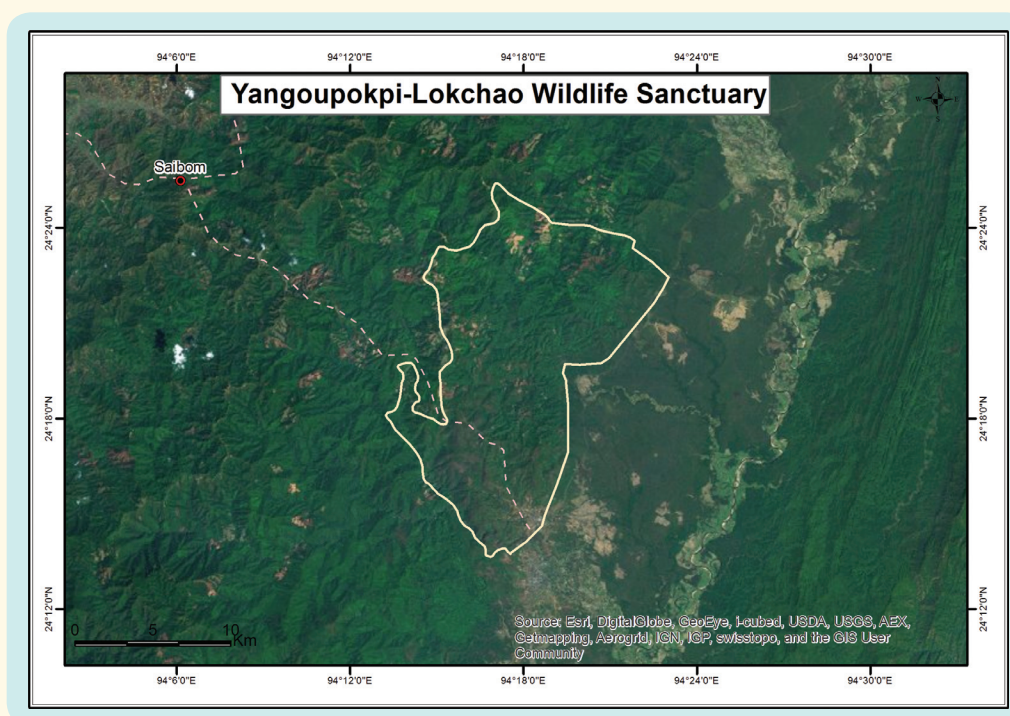 94°6'0"E 94°12'0"E 94°18'0"E 94°24'0"E 94°30'0"E
Yangoupokpi-Lokchao Wildlife Sanctuary
N
W E
Saibom
24°24'0"N 24°24'0"N
24°18'0"N 24°18'0"N
24°12'0"N 24°12'0"N
0 5 10
Km
Source: Esri, DigitalGlobe, GeoEye, i-cubed, USDA, USGS, AEX,
Getmapping, Aerogrid, IGN, IGP, swisstopo, and the GIS User
Community
94°6'0"E 94°12'0"E 94°18'0"E 94°24'0"E 94°30'0"E